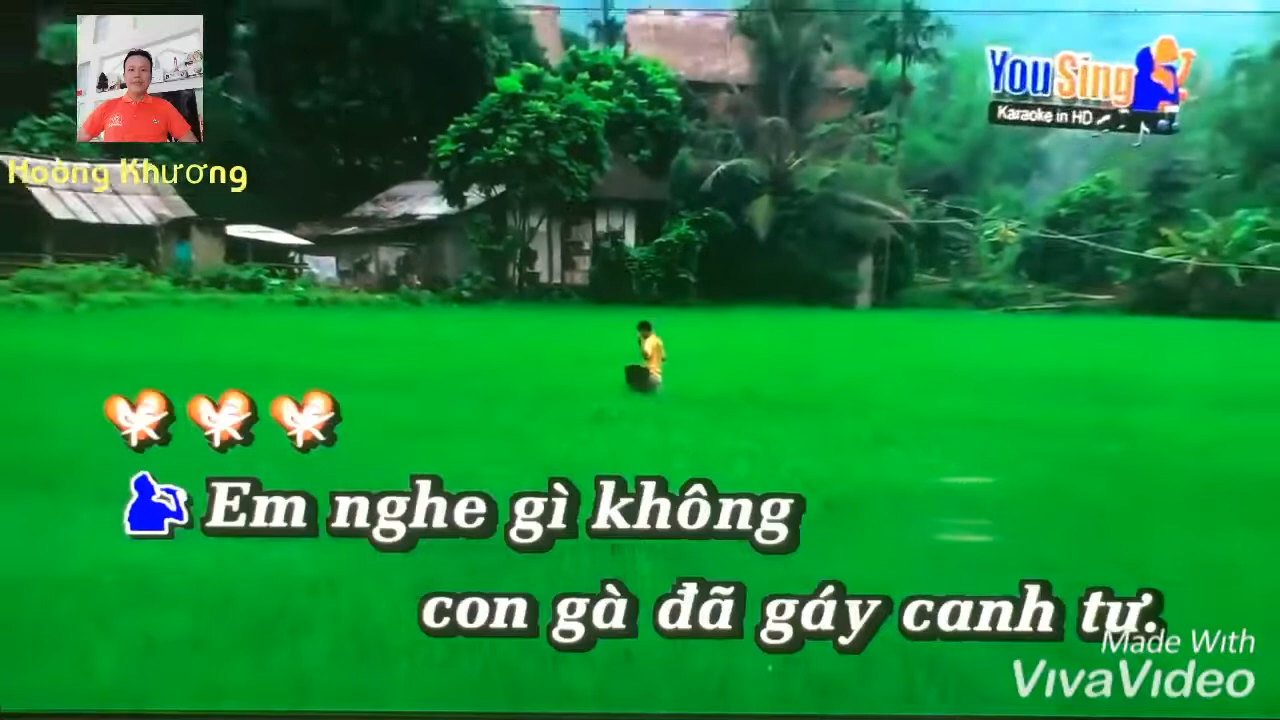 YouSing
Karaoke in HD
Hoàng Khương
Em nghe gì không
con gà đã gáy canh tư.
Made With
VivaVideo